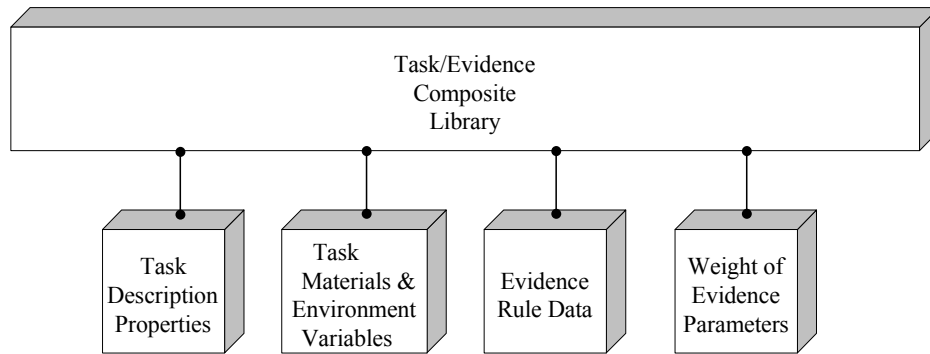 Task/Evidence
Composite
Library
Task
Description
Properties
Task
Materials &
Environment
Variables
Evidence
Rule Data
Weight of
Evidence
Parameters